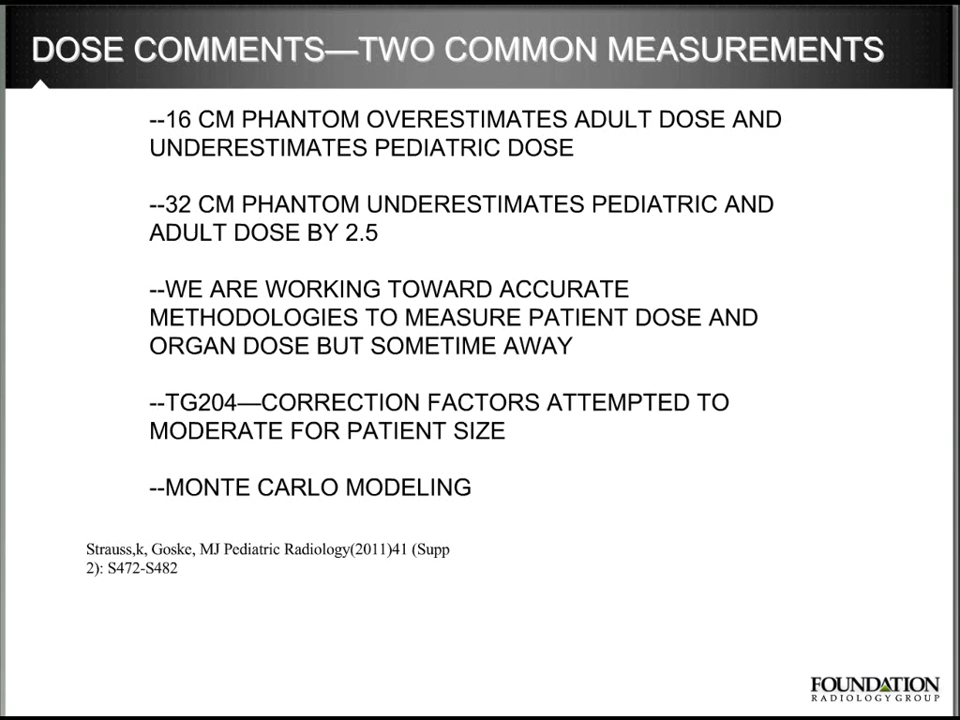 DOSE COMMENTS—TWO COMMON MEASUREMENTS
--16 CM PHANTOM OVERESTIMATES ADULT DOSE AND
UNDERESTIMATES PEDIATRIC DOSE
--32 CM PHANTOM UNDERESTIMATES PEDIATRIC AND
ADULT DOSE BY 2.5
--WE ARE WORKING TOWARD ACCURATE
METHODOLOGIES TO MEASURE PATIENT DOSE AND
ORGAN DOSE BUT SOMETIME AWAY
--TG204—CORRECTION FACTORS ATTEMPTED TO
MODERATE FOR PATIENT SIZE
--MONTE CARLO MODELING
Strauss,k, Goske, MJ Pediatric Radiology(2011)41 (Supp
2): S472-S482
FOUNDATION
RADIOLOGY GROUP